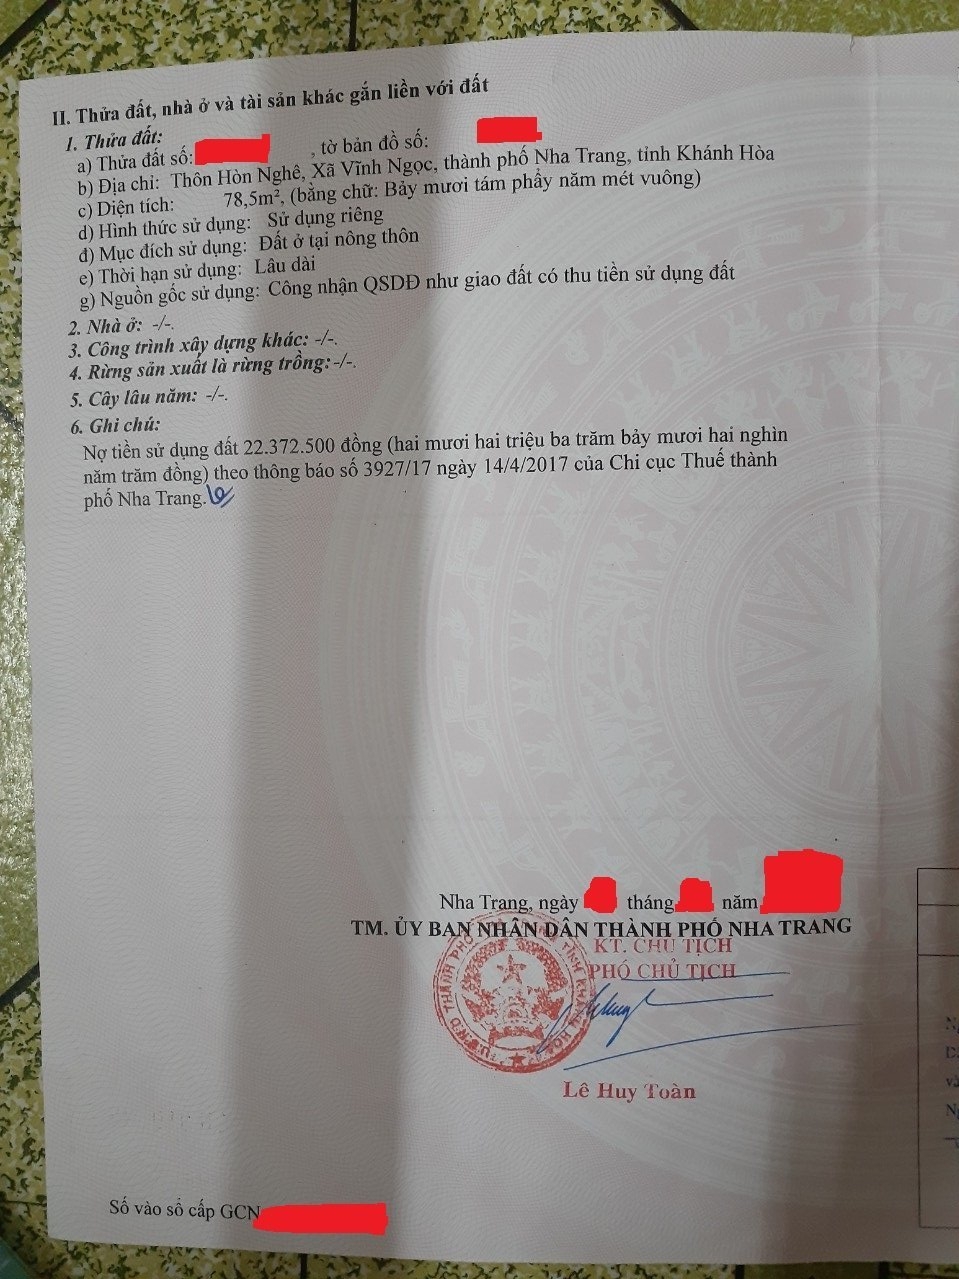 II. Thửa đất, nhà ở và tài sản khác gắn liền với đất
1. Thửa đất:
a) Thửa đất số: , tờ bản đồ số:
b) Địa chỉ: Thôn Hòn Nghê, Xã Vĩnh Ngọc, thành phố Nha Trang, tỉnh Khánh Hòa
c) Diện tích: 78,5m², (bằng chữ: Bảy mươi tám phẩy năm mét vuông)
d) Hình thức sử dụng: Sử dụng riêng
đ) Mục đích sử dụng: Đất ở tại nông thôn
e) Thời hạn sử dụng: Lâu dài
g) Nguồn gốc sử dụng: Công nhận QSDĐ như giao đất có thu tiền sử dụng đất
2. Nhà ở: -/-.
3. Công trình xây dựng khác: -/-.
4. Rừng sản xuất là rừng trồng: -/-.
5. Cây lâu năm: -/-.
6. Ghi chú:
Nợ tiền sử dụng đất 22.372.500 đồng (hai mươi hai triệu ba trăm bảy mươi hai nghìn
năm trăm đồng) theo thông báo số 3927/17 ngày 14/4/2017 của Chi cục Thuế thành
phố Nha Trang.
Nha Trang, ngày tháng năm
TM. ỦY BAN NHÂN DÂN THÀNH PHỐ NHA TRANG
KT. CHỦ TỊCH
PHÓ CHỦ TỊCH
Lê Huy Toàn
Số vào sổ cấp GCN